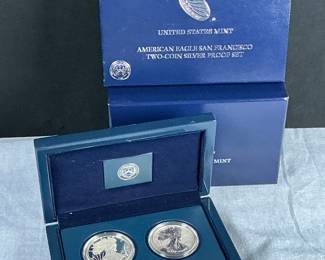 UNITED STATES MINT
AMERICAN EAGLE SAN FRANCISCO
TWO-COIN SILVER PROOF SET
MINT